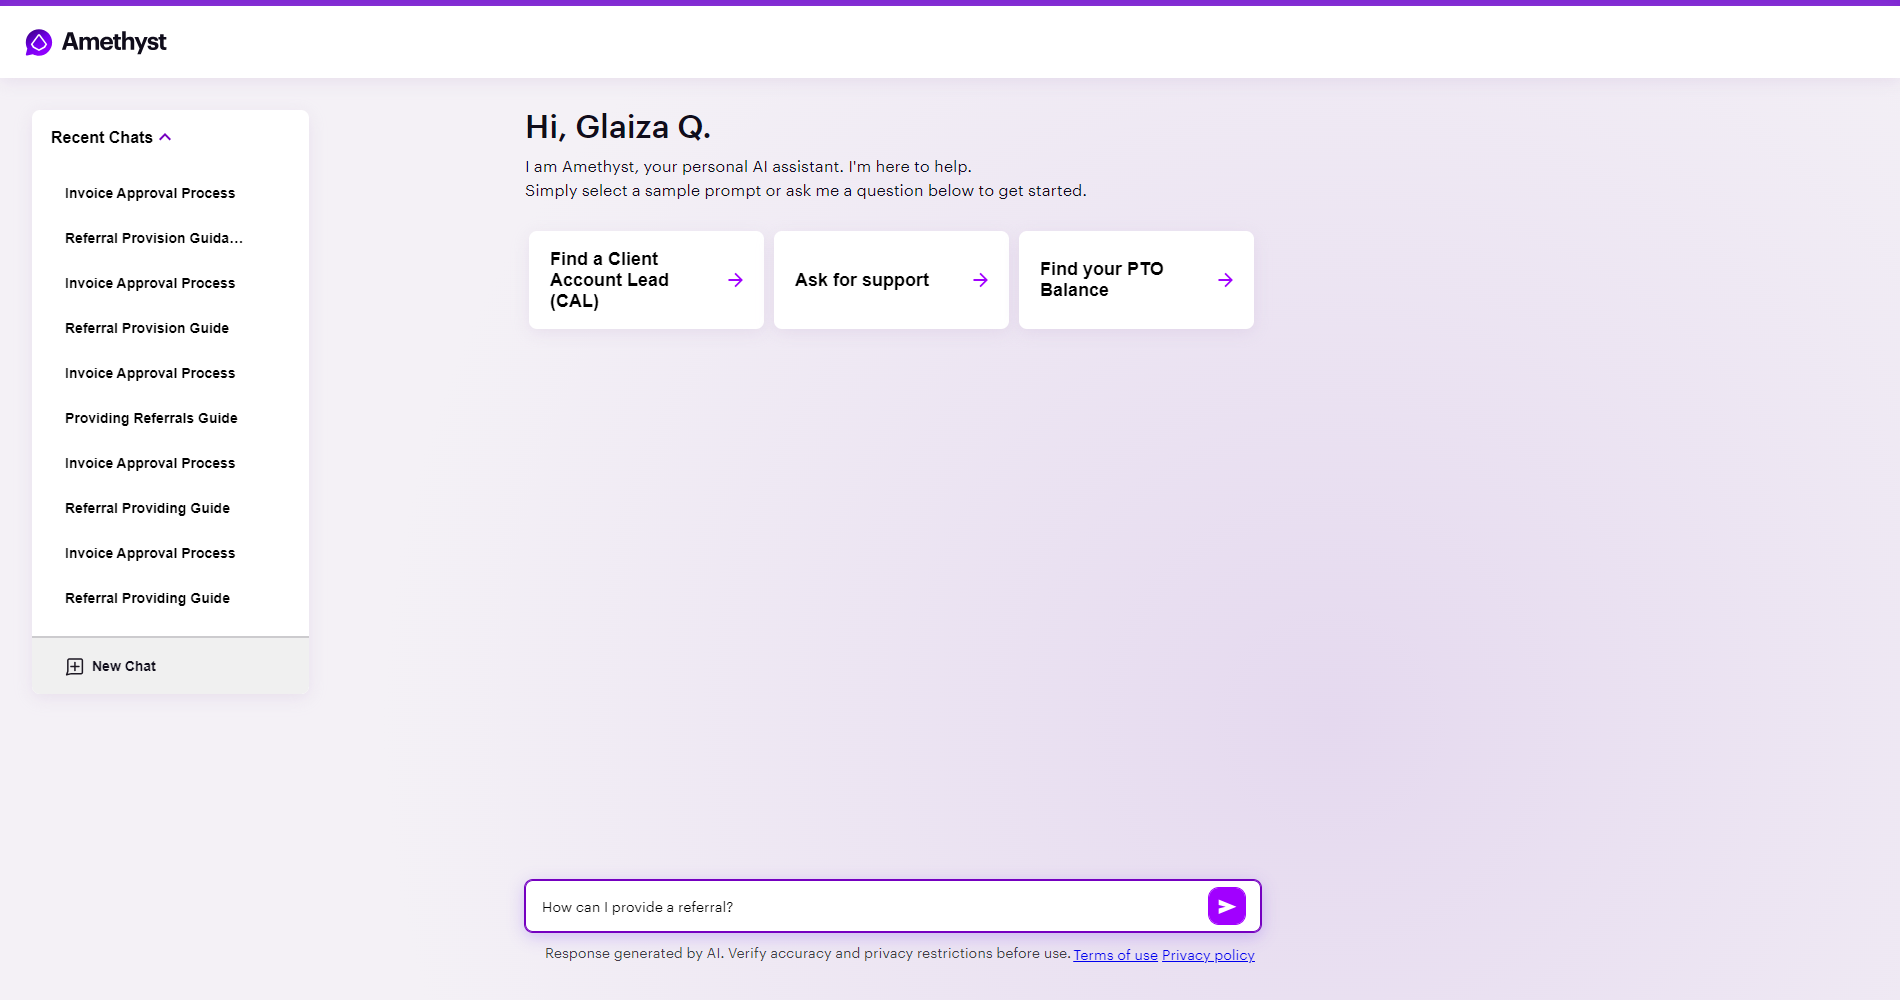 Amethyst
Recent Chats
Invoice Approval Process
Referral Provision Guida...
Invoice Approval Process
Referral Provision Guide
Invoice Approval Process
Providing Referrals Guide
Invoice Approval Process
Referral Providing Guide
Invoice Approval Process
Referral Providing Guide
New Chat
Hi, Glaiza Q.
I am Amethyst, your personal AI assistant. I'm here to help.
Simply select a sample prompt or ask me a question below to get started.
Find a Client
Account Lead
(CAL)
Ask for support
Find your PTO
Balance
How can I provide a referral?
Response generated by AI. Verify accuracy and privacy restrictions before use. Terms of use Privacy policy